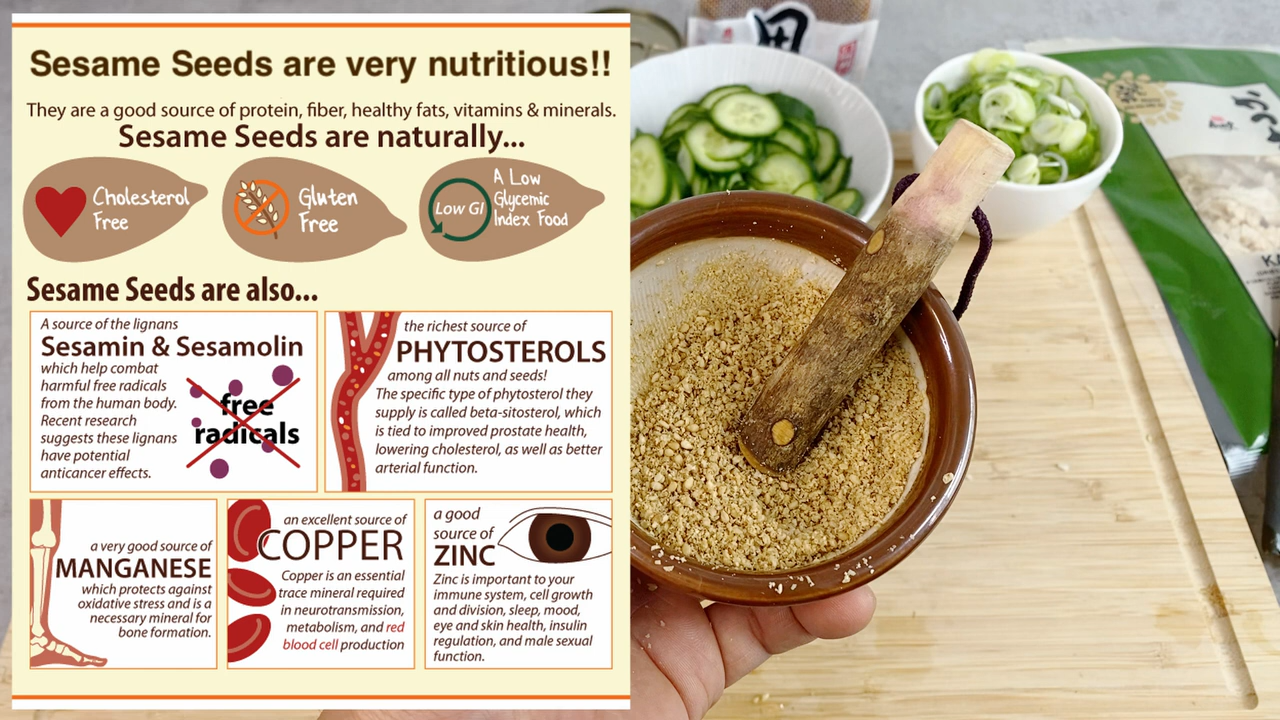 Sesame Seeds are very nutritious!!
They are a good source of protein, fiber, healthy fats, vitamins & minerals.
Sesame Seeds are naturally...
Cholesterol
Free
Gluten
Free
Low GI
A Low
Glycemic
Index Food
Sesame Seeds are also...
A source of the lignans
Sesamin & Sesamolin
which help combat
harmful free radicals
from the human body.
Recent research
suggests these lignans
have potential
anticancer effects.
free
radicals
the richest source of
PHYTOSTEROLS
among all nuts and seeds!
The specific type of phytosterol they
supply is called beta-sitosterol, which
is tied to improved prostate health,
lowering cholesterol, as well as better
arterial function.
a very good source of
MANGANESE
which protects against
oxidative stress and is a
necessary mineral for
bone formation.
an excellent source of
COPPER
Copper is an essential
trace mineral required
in neurotransmission,
metabolism, and red
blood cell production
a good
source of
ZINC
Zinc is important to your
immune system, cell growth
and division, sleep, mood,
eye and skin health, insulin
regulation, and male sexual
function.